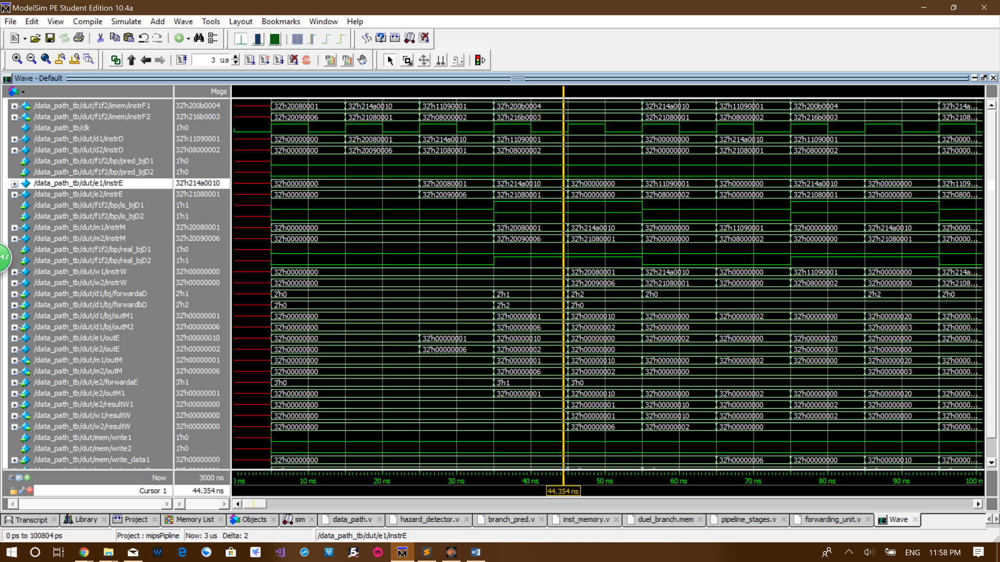 ModelSim PE Student Edition 10.4a
File Edit View Compile Simulate Add Wave Tools Layout Bookmarks Window Help
3 us
Wave - Default
Msgs
/data_path_tb/dut/f1f2/imem/instrF1 32'h200b0004 32'h20080001 32'h214a0010 32'h11090001 32'h200b0004 32'h214a0010 32'h11090001 32'h200b0004 32'h214a...
/data_path_tb/dut/f1f2/imem/instrF2 32'h216b0003 32'h20090006 32'h21080001 32'h08000002 32'h216b0003 32'h21080001 32'h08000002 32'h216b0003 32'h2108...
/data_path_tb/clk 1'h0
/data_path_tb/dut/d1/instrD 32'h11090001 32'h00000000 32'h20080001 32'h214a0010 32'h11090001 32'h00000000 32'h214a0010 32'h11090001 32'h0000...
/data_path_tb/dut/d2/instrD 32'h08000002 32'h00000000 32'h20090006 32'h21080001 32'h08000002 32'h00000000 32'h21080001 32'h08000002 32'h0000...
/data_path_tb/dut/f1f2/bp/pred_bjD1 1'h0
/data_path_tb/dut/f1f2/bp/pred_bjD2 1'h0
/data_path_tb/dut/e1/instrE 32'h214a0010 32'h00000000 32'h20080001 32'h214a0010 32'h00000000 32'h11090001 32'h00000000 32'h214a0010 32'h00000000 32'h1109...
/data_path_tb/dut/e2/instrE 32'h21080001 32'h00000000 32'h20090006 32'h21080001 32'h00000000 32'h08000002 32'h00000000 32'h21080001 32'h00000000 32'h0800...
/data_path_tb/dut/f1f2/bp/is_bjD1 1'h1
/data_path_tb/dut/f1f2/bp/is_bjD2 1'h1
/data_path_tb/dut/m1/instrM 32'h20080001 32'h00000000 32'h20080001 32'h214a0010 32'h00000000 32'h11090001 32'h00000000 32'h214a0010 32'h0000...
/data_path_tb/dut/m2/instrM 32'h20090006 32'h00000000 32'h20090006 32'h21080001 32'h00000000 32'h08000002 32'h00000000 32'h21080001 32'h0000...
/data_path_tb/dut/f1f2/bp/real_bjD1 1'h0
47
/data_path_tb/dut/f1f2/bp/real_bjD2 1'h1
/data_path_tb/dut/w1/instrW 32'h00000000 32'h00000000 32'h20080001 32'h214a0010 32'h00000000 32'h11090001 32'h00000000 32'h214a...
/data_path_tb/dut/w2/instrW 32'h00000000 32'h00000000 32'h20090006 32'h21080001 32'h00000000 32'h08000002 32'h00000000 32'h2108...
/data_path_tb/dut/d1/bj/forwardaD 2'h1 2'h0 2'h1 2'h2 2'h0 2'h2 2'h0
/data_path_tb/dut/d1/bj/forwardbD 2'h2 2'h0 2'h2 2'h0
/data_path_tb/dut/d1/bj/outM1 32'h00000001 32'h00000000 32'h00000001 32'h00000010 32'h00000000 32'h00000002 32'h00000000 32'h00000020 32'h0000...
/data_path_tb/dut/d1/bj/outM2 32'h00000006 32'h00000000 32'h00000006 32'h00000002 32'h00000000 32'h00000003 32'h0000...
/data_path_tb/dut/e1/outE 32'h00000010 32'h00000000 32'h00000001 32'h00000010 32'h00000000 32'h00000002 32'h00000000 32'h00000020 32'h00000000 32'h0000...
/data_path_tb/dut/e2/outE 32'h00000002 32'h00000000 32'h00000006 32'h00000002 32'h00000000 32'h00000003 32'h00000000
/data_path_tb/dut/m1/outM 32'h00000001 32'h00000000 32'h00000001 32'h00000010 32'h00000000 32'h00000002 32'h00000000 32'h00000020 32'h0000...
/data_path_tb/dut/m2/outM 32'h00000006 32'h00000000 32'h00000006 32'h00000002 32'h00000000 32'h00000003 32'h0000...
/data_path_tb/dut/e2/forwardaE 3'h1 3'h0 3'h1 3'h0
/data_path_tb/dut/e2/outM1 32'h00000001 32'h00000000 32'h00000001 32'h00000010 32'h00000000 32'h00000002 32'h00000000 32'h00000020 32'h0000...
/data_path_tb/dut/e2/resultW1 32'h00000000 32'h00000000 32'h00000001 32'h00000010 32'h00000000 32'h00000002 32'h00000000 32'h0000...
/data_path_tb/dut/w1/resultW 32'h00000000 32'h00000000 32'h00000001 32'h00000010 32'h00000000 32'h00000002 32'h00000000 32'h0000...
/data_path_tb/dut/w2/resultW 32'h00000000 32'h00000000 32'h00000006 32'h00000002 32'h00000000 32'h0000...
/data_path_tb/dut/mem/write1 1'h0
/data_path_tb/dut/mem/write2 1'h0
/data_path_tb/dut/mem/write_data1 32'h00000000 32'h00000000 32'h00000006 32'h00000000 32'h00000010 32'h0000...
Now 3000 ns ns 10 ns 20 ns 30 ns 40 ns 50 ns 60 ns 70 ns 80 ns 90 ns 100 n
Cursor 1 44.354 ns 44.354 ns
Transcript Library Project Memory List Objects sim data_path.v hazard_detector.v branch_pred.v inst_memory.v duel_branch.mem pipeline_stages.v forwarding_unit.v Wave
0 ps to 100804 ps Project : mipsPipline Now: 3 us Delta: 2 /data_path_tb/dut/e1/instrE
ENG 11:58 PM